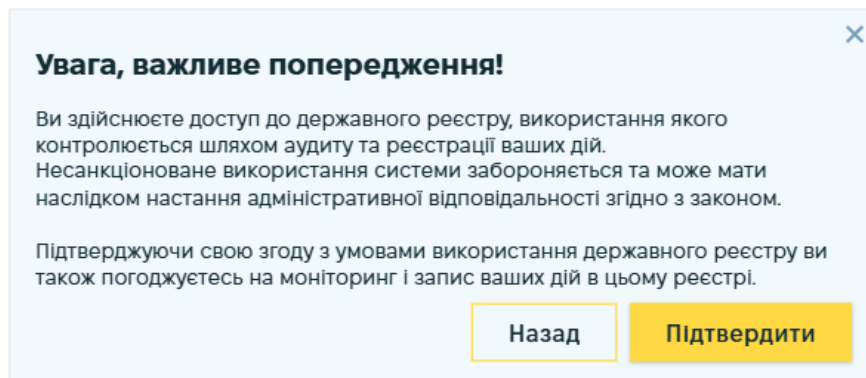 Увага, важливе попередження!
Ви здійснюєте доступ до державного реєстру, використання якого
контролюється шляхом аудиту та реєстрації ваших дій.
Несанкціоноване використання системи забороняється та може мати
наслідком настання адміністративної відповідальності згідно з законом.
Підтверджуючи свою згоду з умовами використання державного реєстру ви
також погоджуєтесь на моніторинг і запис ваших дій в цьому реєстрі.
Назад
Підтвердити